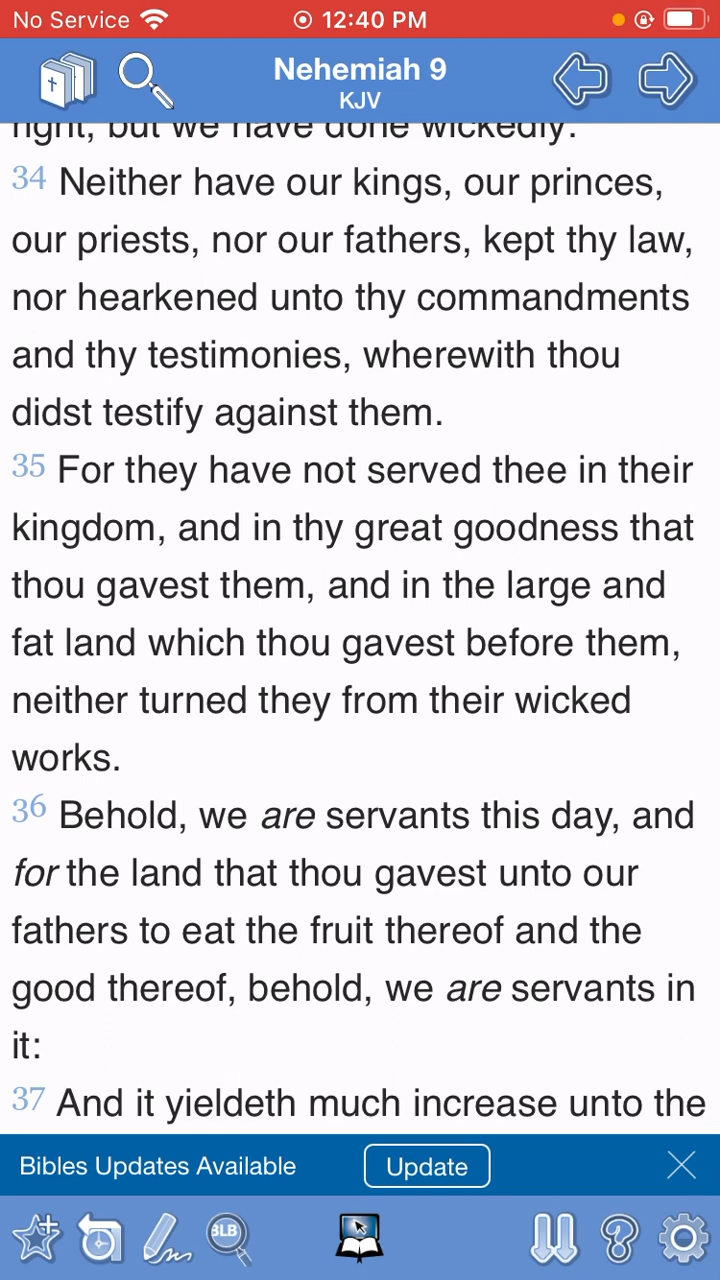 No Service 12:40 PM
Nehemiah 9
KJV
right, but we have done wickedly:
34 Neither have our kings, our princes,
our priests, nor our fathers, kept thy law,
nor hearkened unto thy commandments
and thy testimonies, wherewith thou
didst testify against them.
35 For they have not served thee in their
kingdom, and in thy great goodness that
thou gavest them, and in the large and
fat land which thou gavest before them,
neither turned they from their wicked
works.
36 Behold, we are servants this day, and
for the land that thou gavest unto our
fathers to eat the fruit thereof and the
good thereof, behold, we are servants in
it:
37 And it yieldeth much increase unto the
Bibles Updates Available Update
BLB